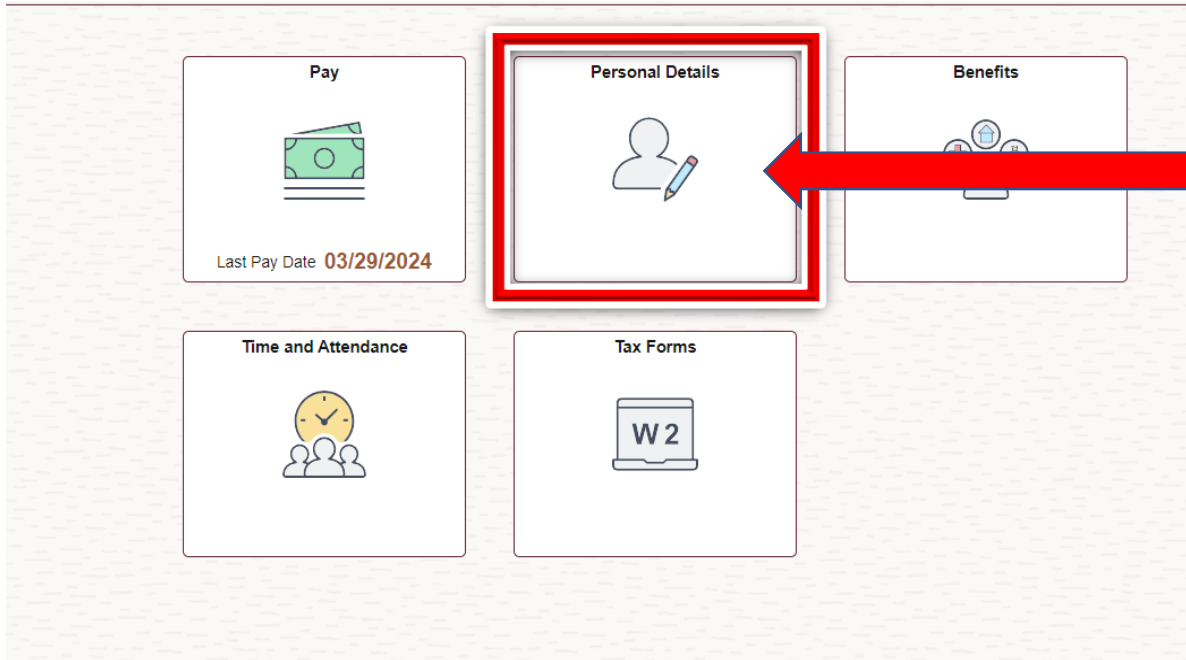 Pay
Personal Details
Benefits
Last Pay Date 03/29/2024
Time and Attendance
Tax Forms
W2